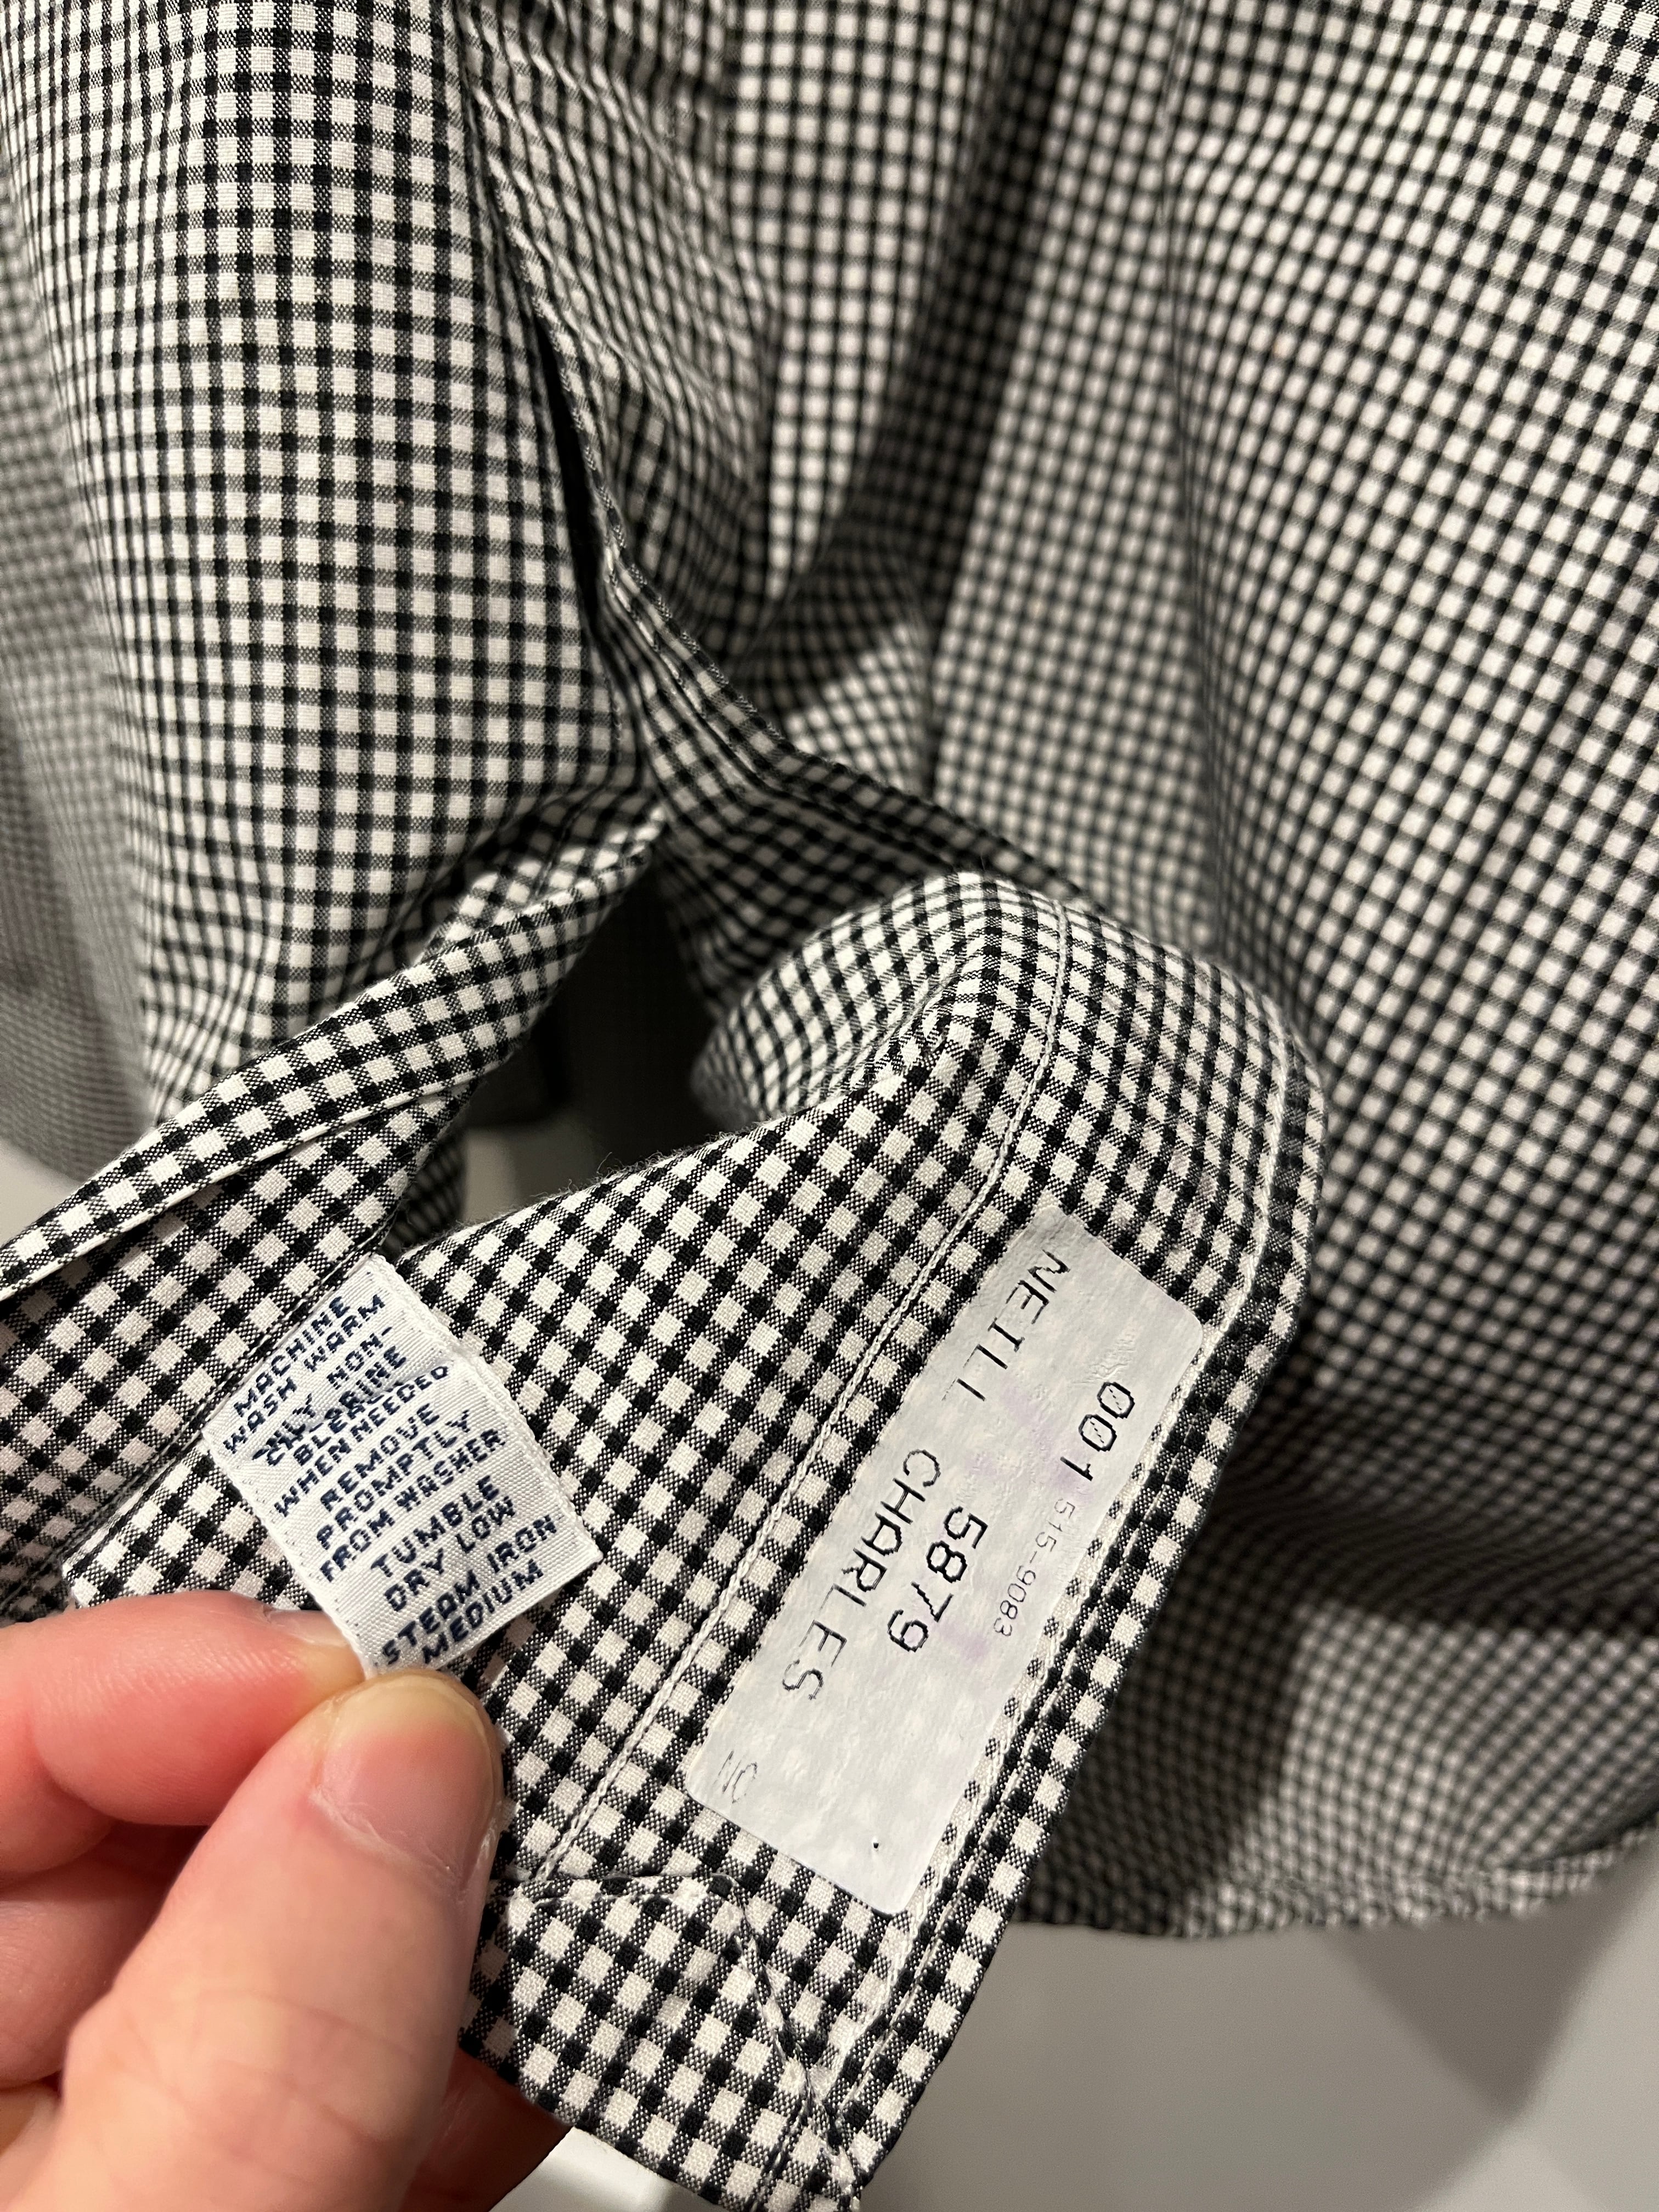 MACHINE
WASH WARM
ONLY NON-
CHLORINE
BLEACH
WHEN NEEDED
REMOVE
PROMPTLY
FROM WASHER
TUMBLE
DRY LOW
STEAM IRON
MEDIUM
001 515-9083
5879
NEILL CHARLES
NO